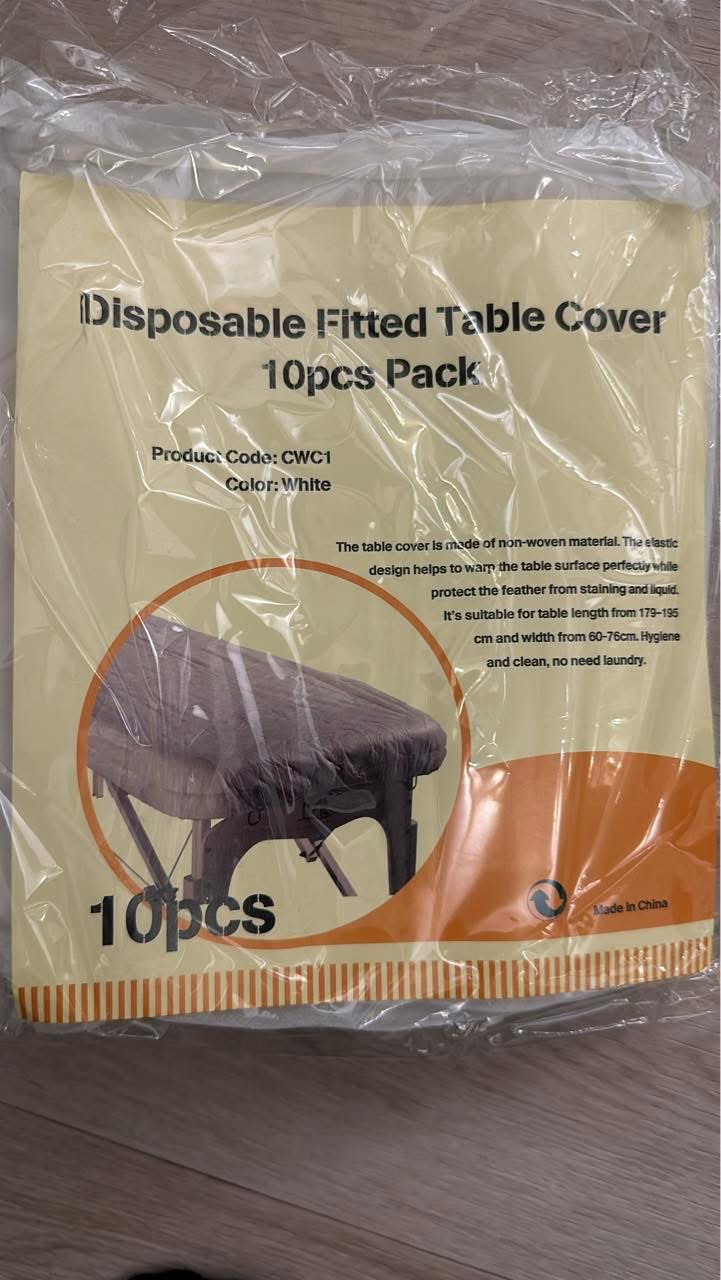 Disposable Fitted Table Cover
10pcs Pack
Product Code: CWC1
Color: White
The table cover is made of non-woven material. The elastic
design helps to warp the table surface perfectly while
protect the feather from staining and liquid.
It's suitable for table length from 179-195
cm and width from 60-76cm. Hygiene
and clean, no need laundry.
10pcs
Made in China